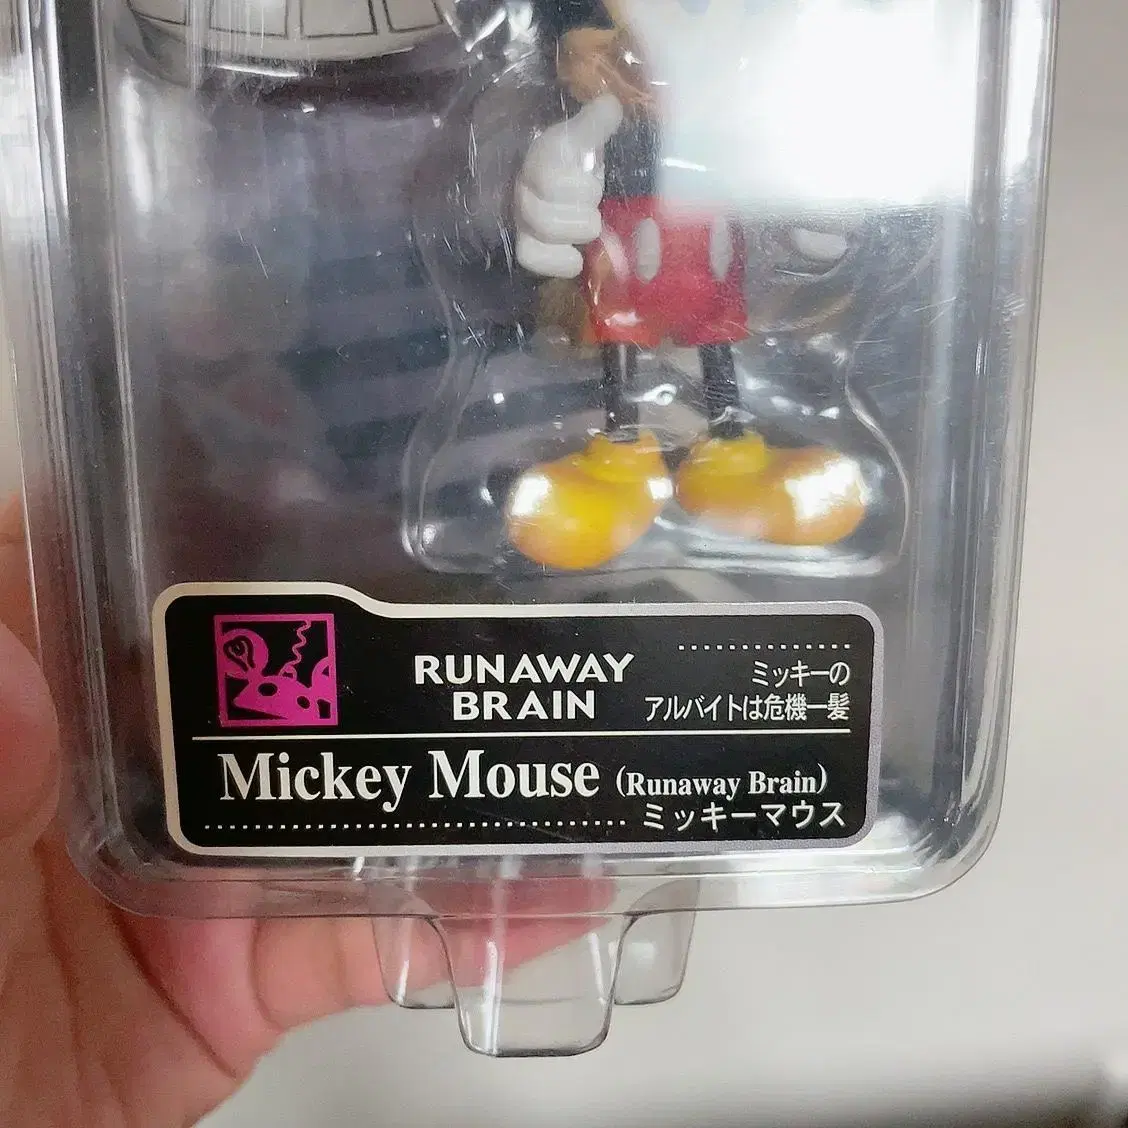 RUNAWAY
BRAIN
ミッキーの
アルバイトは危機一髪
Mickey Mouse (Runaway Brain)
ミッキーマウス